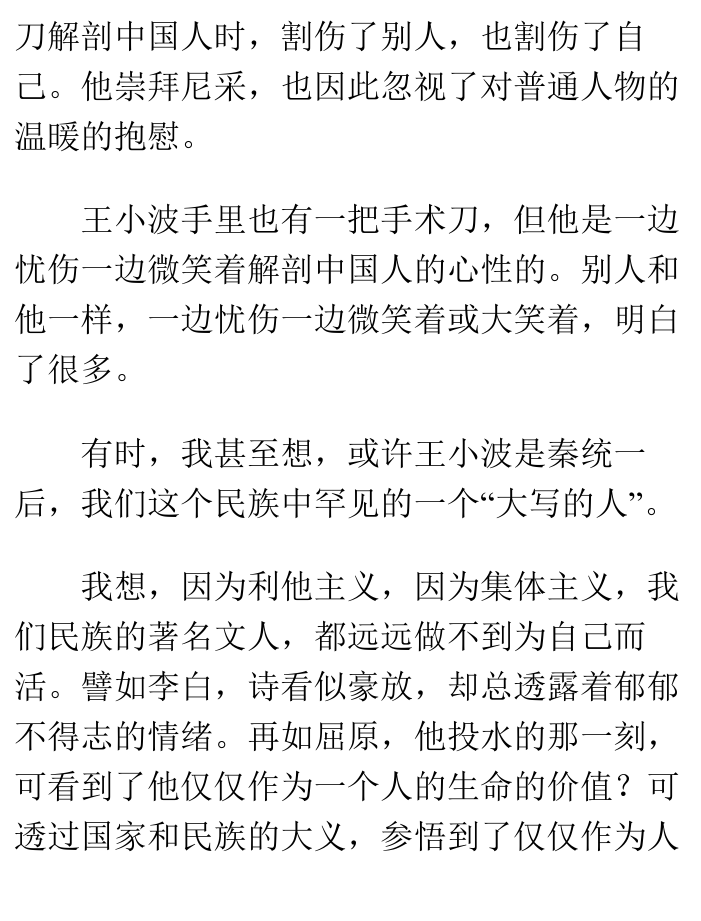 刀解剖中国人时，割伤了别人，也割伤了自
己。他崇拜尼采，也因此忽视了对普通人物的
温暖的抱慰。
王小波手里也有一把手术刀，但他是一边
忧伤一边微笑着解剖中国人的心性的。别人和
他一样，一边忧伤一边微笑着或大笑着，明白
了很多。
有时，我甚至想，或许王小波是秦统一
后，我们这个民族中罕见的一个“大写的人”。
我想，因为利他主义，因为集体主义，我
们民族的著名文人，都远远做不到为自己而
活。譬如李白，诗看似豪放，却总透露着郁郁
不得志的情绪。再如屈原，他投水的那一刻，
可看到了他仅仅作为一个人的生命的价值？可
透过国家和民族的大义，参悟到了仅仅作为人